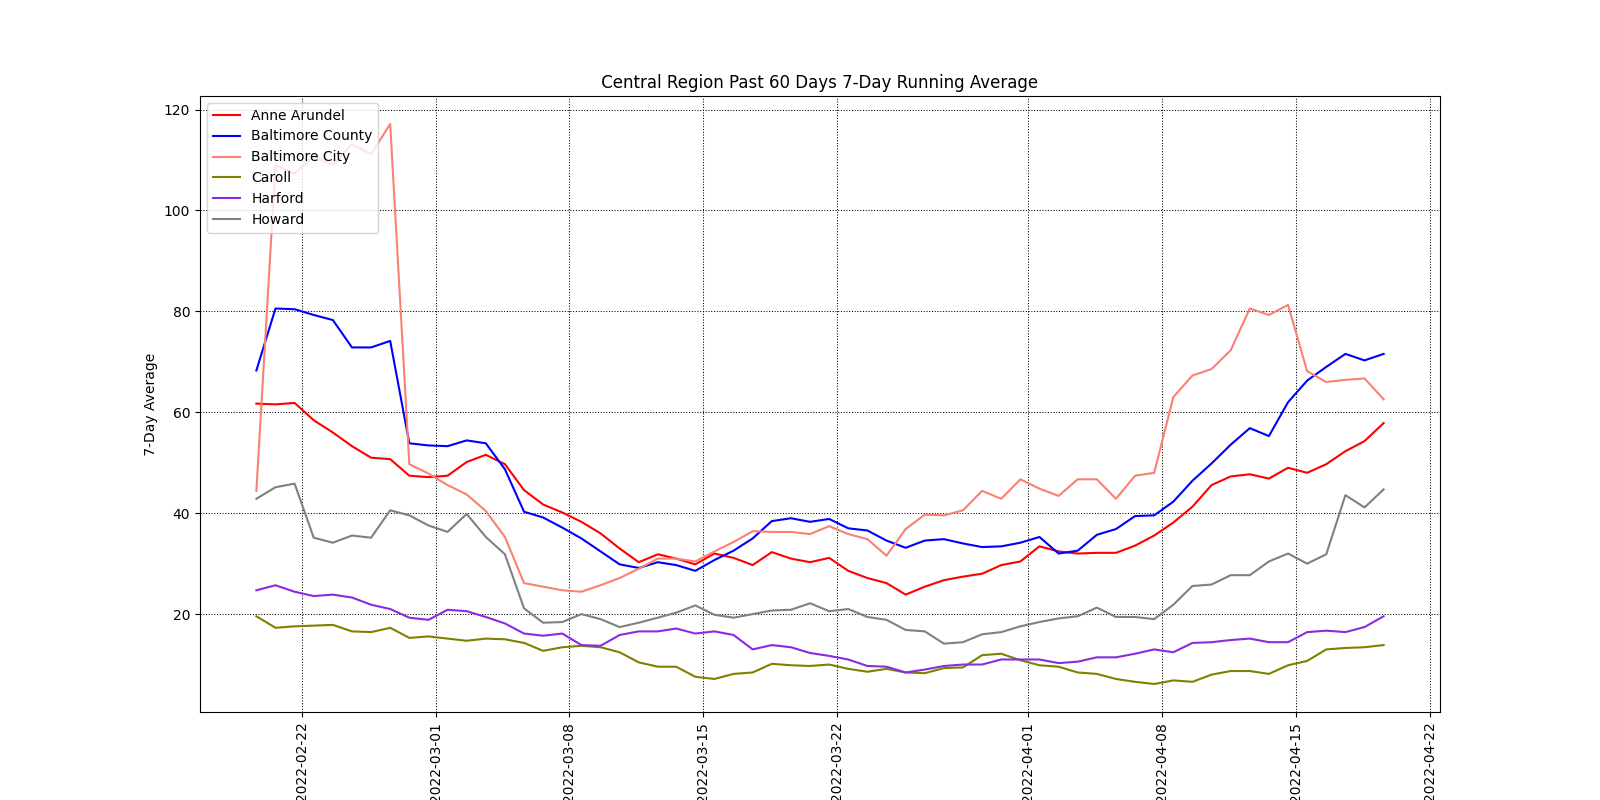 Central Region Past 60 Days 7-Day Running Average
120
100
80
60
40
20
7-Day Average
Anne Arundel
Baltimore County
Baltimore City
Caroll
Harford
Howard
2022-02-22
2022-03-01
2022-03-08
2022-03-15
2022-03-22
2022-04-01
2022-04-08
2022-04-15
2022-04-22